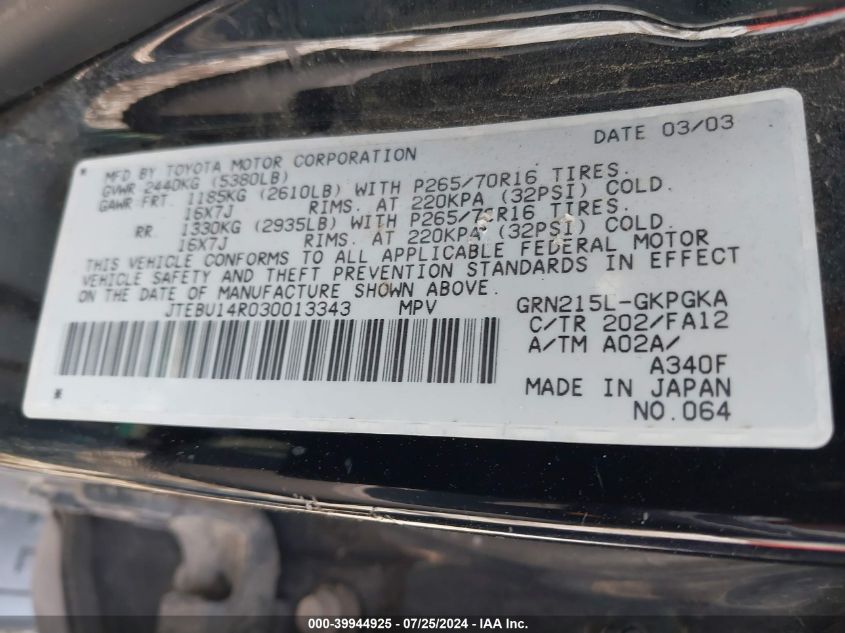 DATE 03/03
MFD BY TOYOTA MOTOR CORPORATION
GVWR 2440KG (5380LB)
GAWR FRT. 1185KG (2610LB) WITH P265/70R16 TIRES.
16X7J RIMS. AT 220KPA (32PSI) COLD.
RR. 1330KG (2935LB) WITH P265/70R16 TIRES.
16X7J RIMS. AT 220KPA (32PSI) COLD.
THIS VEHICLE CONFORMS TO ALL APPLICABLE FEDERAL MOTOR
VEHICLE SAFETY AND THEFT PREVENTION STANDARDS IN EFFECT
ON THE DATE OF MANUFACTURE SHOWN ABOVE.
JTEBU14R030013343 MPV GRN215L-GKPGKA
C/TR 202/FA12
A/TM A02A/
A340F
MADE IN JAPAN
NO.064
000-39944925 / 07/25/2024 - IAA Inc.